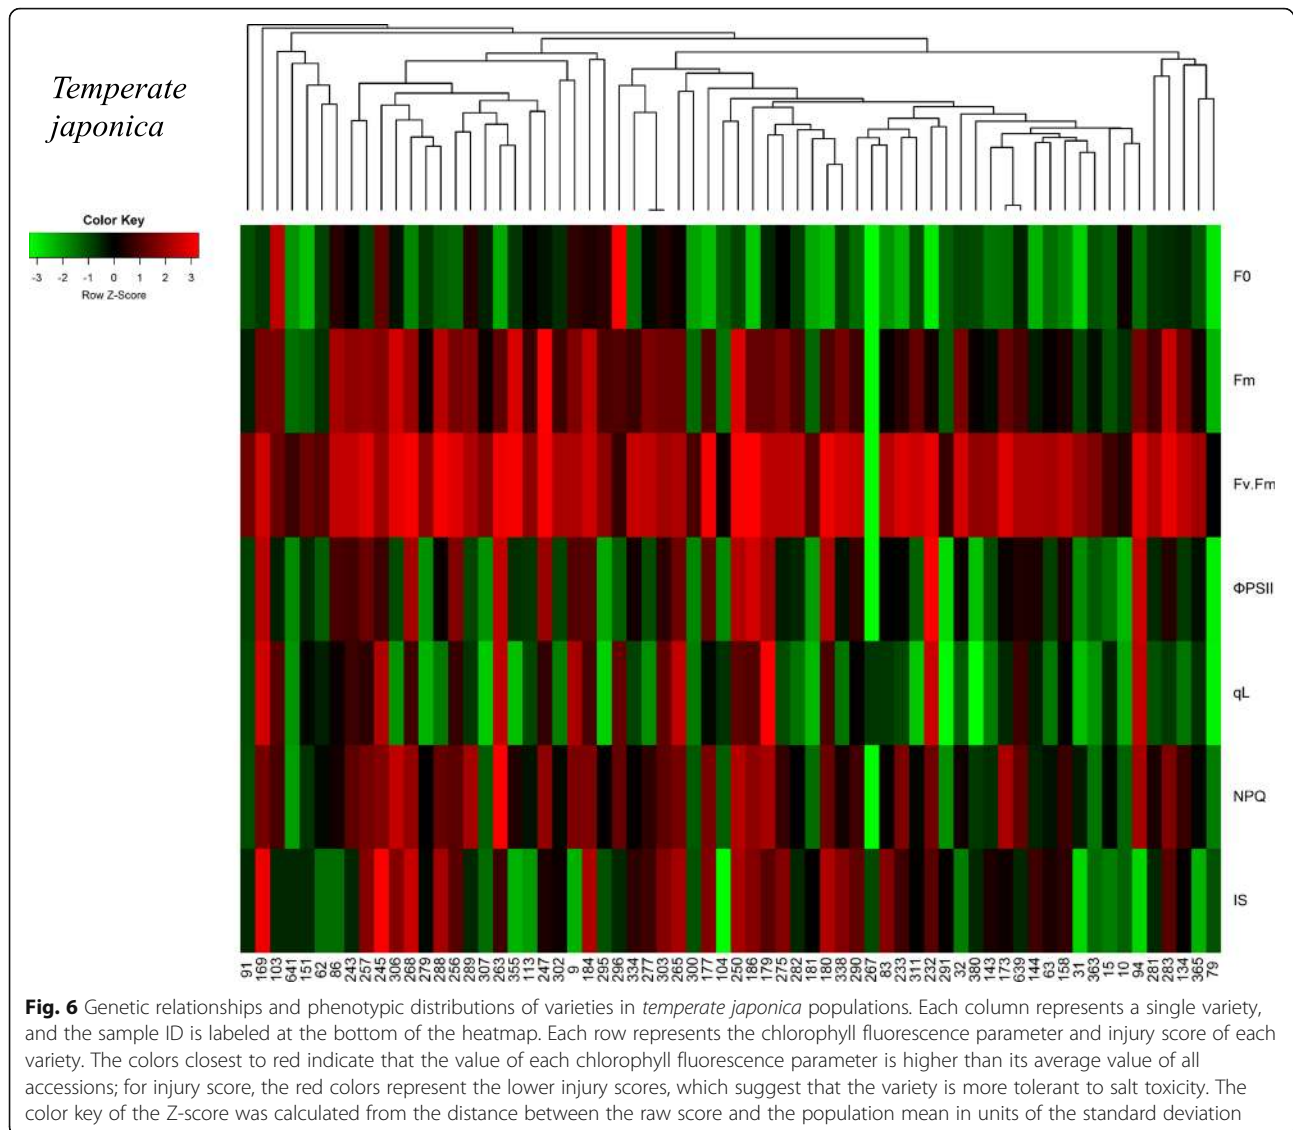 Temperate
japonica
Color Key
-3 -2 -1 0 1 2 3
Row Z-Score
F0
Fm
Fv.Fm
ΦPSII
qL
NPQ
IS
91 169 103 641 151 62 86 243 257 245 306 268 279 288 256 289 307 263 355 113 247 302 9 184 295 296 334 277 303 265 300 177 104 250 186 179 275 282 181 180 338 290 267 83 233 311 232 291 32 380 143 173 639 144 63 158 31 363 15 10 94 281 283 134 365 79
Fig. 6 Genetic relationships and phenotypic distributions of varieties in temperate japonica populations. Each column represents a single variety,
and the sample ID is labeled at the bottom of the heatmap. Each row represents the chlorophyll fluorescence parameter and injury score of each
variety. The colors closest to red indicate that the value of each chlorophyll fluorescence parameter is higher than its average value of all
accessions; for injury score, the red colors represent the lower injury scores, which suggest that the variety is more tolerant to salt toxicity. The
color key of the Z-score was calculated from the distance between the raw score and the population mean in units of the standard deviation